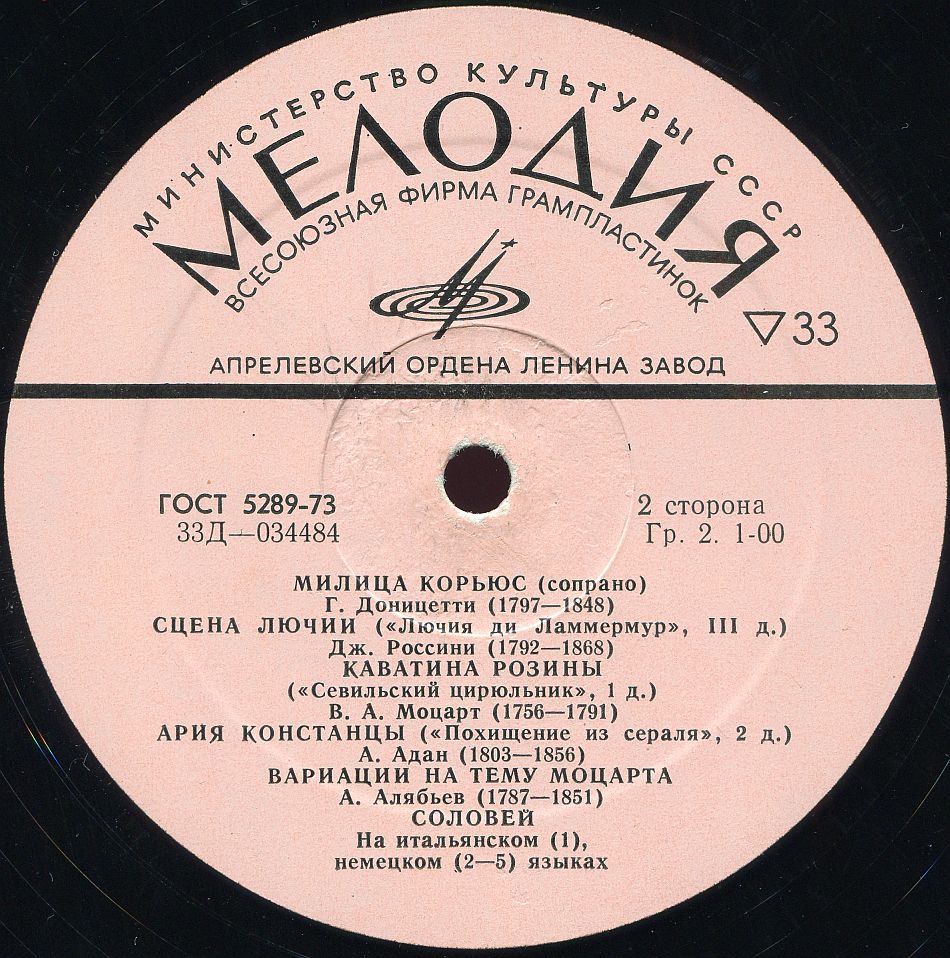 МИНИСТЕРСТВО КУЛЬТУРЫ СССР
МЕЛОДИЯ
ВСЕСОЮЗНАЯ ФИРМА ГРАМПЛАСТИНОК
▽33
АПРЕЛЕВСКИЙ ОРДЕНА ЛЕНИНА ЗАВОД
ГОСТ 5289-73
2 сторона
33Д—034484
Гр. 2. 1-00
МИЛИЦА КОРЬЮС (сопрано)
Г. Доницетти (1797—1848)
СЦЕНА ЛЮЧИИ («Лючия ди Ламмермур», III д.)
Дж. Россини (1792—1868)
КАВАТИНА РОЗИНЫ
(«Севильский цирюльник», 1 д.)
В. А. Моцарт (1756—1791)
АРИЯ КОНСТАНЦЫ («Похищение из сераля», 2 д.)
А. Адан (1803—1856)
ВАРИАЦИИ НА ТЕМУ МОЦАРТА
А. Алябьев (1787—1851)
СОЛОВЕЙ
На итальянском (1),
немецком (2—5) языках